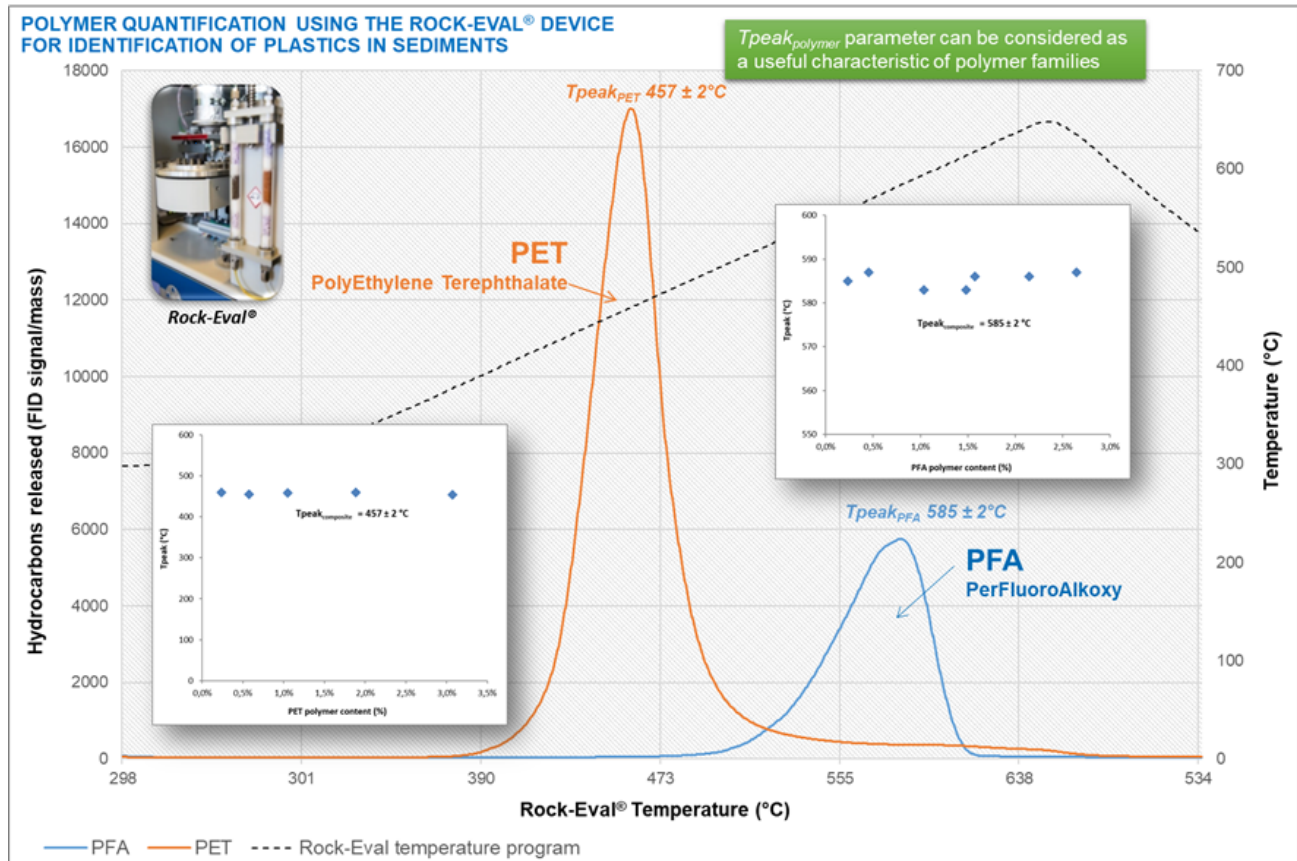 POLYMER QUANTIFICATION USING THE ROCK-EVAL® DEVICE
FOR IDENTIFICATION OF PLASTICS IN SEDIMENTS
Tpeakpolymer parameter can be considered as
a useful characteristic of polymer families
18000
16000
14000
12000
10000
8000
6000
4000
2000
0
Hydrocarbons released (FID signal/mass)
Rock-Eval®
TpeakPET 457 ± 2°C
PET
PolyEthylene Terephthalate
700
600
500
400
300
200
100
0
Temperature (°C)
600
590
580
570
560
550
Tpeak (°C)
Tpeakcomposite = 585 ± 2 °C
0,0% 0,5% 1,0% 1,5% 2,0% 2,5% 3,0%
PFA polymer content (%)
600
500
400
300
200
100
0
Tpeak (°C)
Tpeakcomposite = 457 ± 2 °C
0,0% 0,5% 1,0% 1,5% 2,0% 2,5% 3,0% 3,5%
PET polymer content (%)
TpeakPFA 585 ± 2°C
PFA
PerFluoroAlkoxy
298 301 390 473 555 638 534
Rock-Eval® Temperature (°C)
PFA PET Rock-Eval temperature program